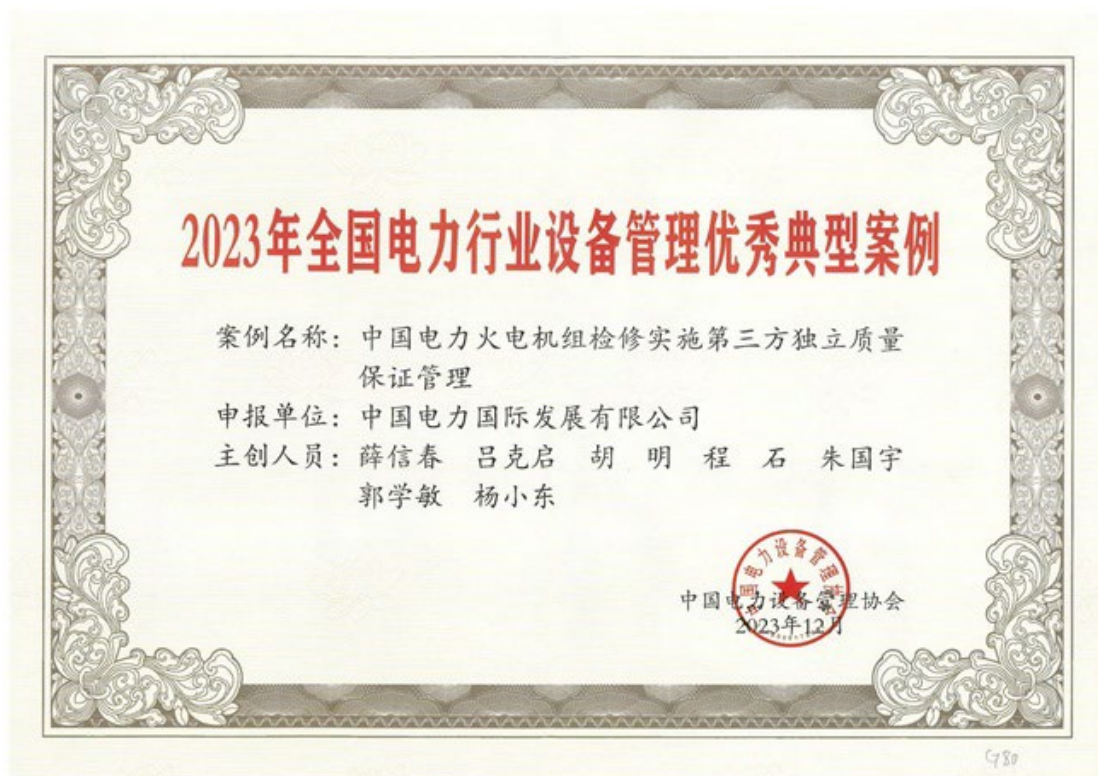 2023年全国电力行业设备管理优秀典型案例
案例名称：中国电力火电机组检修实施第三方独立质量
保证管理
申报单位：中国电力国际发展有限公司
主创人员：薛信春 吕克启 胡 明 程 石 朱国宇
郭学敏 杨小东
中国电力设备管理协会
2023年12月